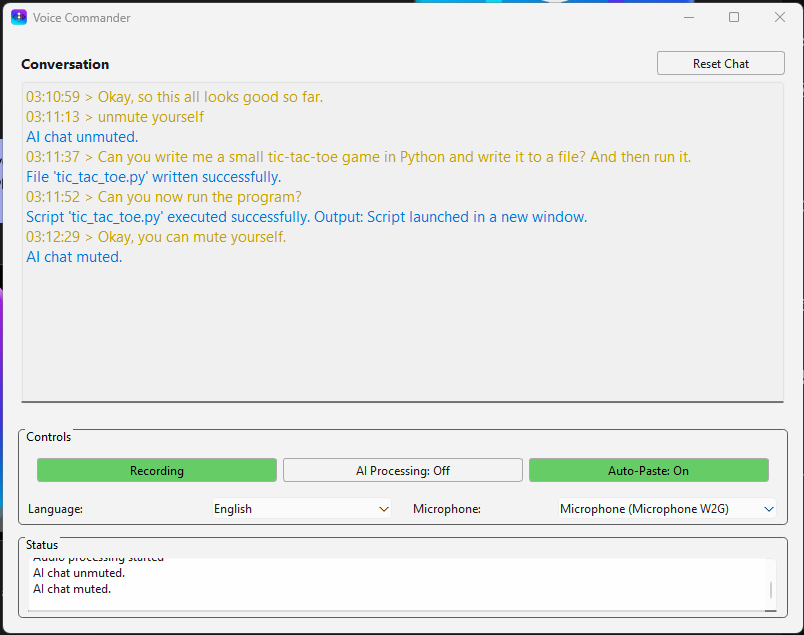 Voice Commander
Conversation
Reset Chat
03:10:59 > Okay, so this all looks good so far.
03:11:13 > unmute yourself
AI chat unmuted.
03:11:37 > Can you write me a small tic-tac-toe game in Python and write it to a file? And then run it.
File 'tic_tac_toe.py' written successfully.
03:11:52 > Can you now run the program?
Script 'tic_tac_toe.py' executed successfully. Output: Script launched in a new window.
03:12:29 > Okay, you can mute yourself.
AI chat muted.
Controls
Recording
AI Processing: Off
Auto-Paste: On
Language:
English
Microphone:
Microphone (Microphone W2G)
Status
Audio processing started
AI chat unmuted.
AI chat muted.